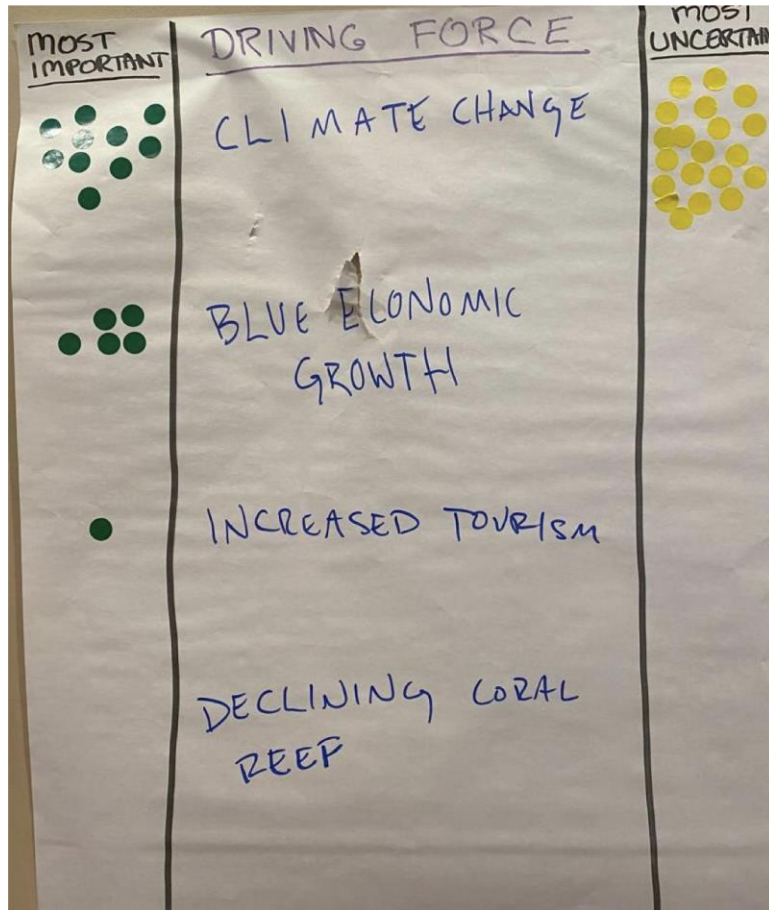 MOST
IMPORTANT
DRIVING FORCE
MOST
UNCERTAIN
CLIMATE CHANGE
BLUE ECONOMIC
GROWTH
INCREASED TOURISM
DECLINING CORAL
REEF